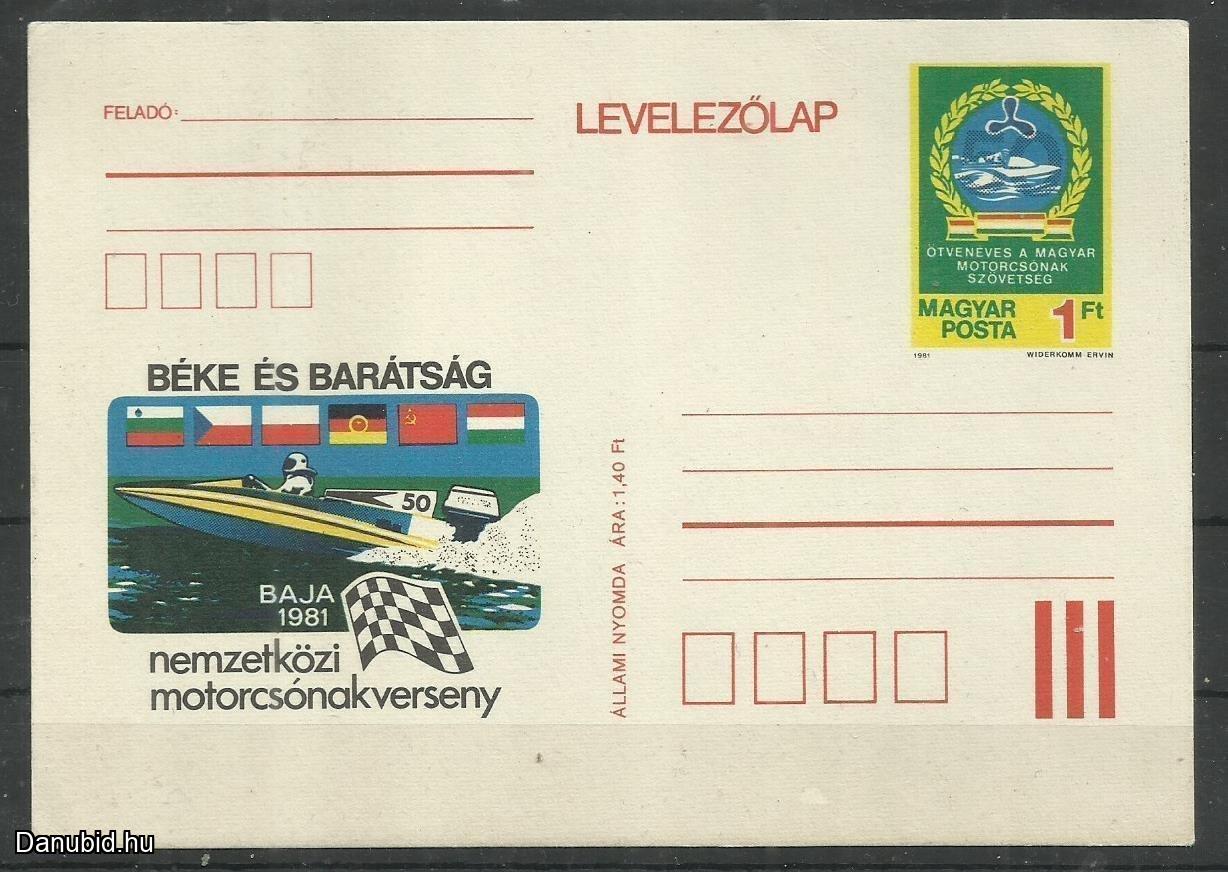 FELADÓ:
LEVELEZŐLAP
ÖTVENÉVES A MAGYAR
MOTORCSÓNAK
SZÖVETSÉG
MAGYAR
POSTA
1 Ft
1981
WIDERKOMM ERVIN
BÉKE ÉS BARÁTSÁG
50
BAJA
1981
nemzetközi
motorcsónakverseny
ÁLLAMI NYOMDA ÁRA: 1,40 Ft
Danubid.hu